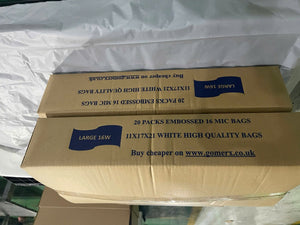 Buy cheaper on www.gomerx.co.uk
11X17X21 WHITE HIGH QUALITY BAGS
20 PACKS EMBOSSED 16 MIC BAGS
LARGE 16W
20 PACKS EMBOSSED 16 MIC BAGS
11X17X21 WHITE HIGH QUALITY BAGS
Buy cheaper on www.gomerx.co.uk
LARGE 16W